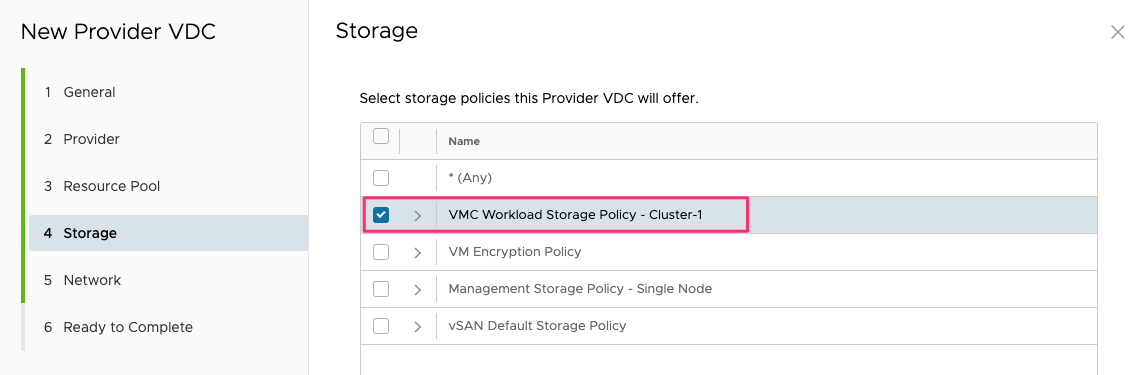 New Provider VDC
1 General
2 Provider
3 Resource Pool
4 Storage
5 Network
6 Ready to Complete
Storage
Select storage policies this Provider VDC will offer.
Name
* (Any)
VMC Workload Storage Policy - Cluster-1
VM Encryption Policy
Management Storage Policy - Single Node
vSAN Default Storage Policy